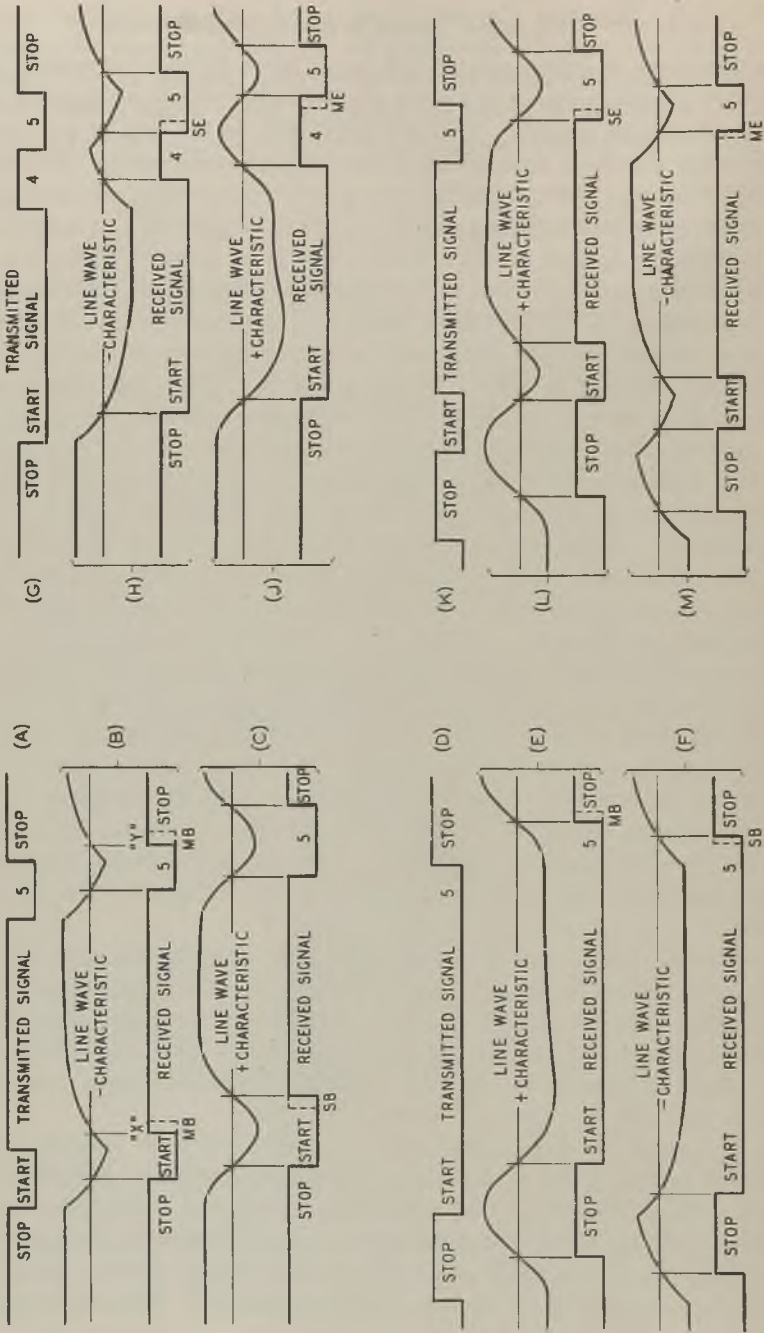 (A)
STOP START TRANSMITTED SIGNAL 5 STOP
(B)
LINE WAVE
-CHARACTERISTIC
"X" "Y"
STOP START RECEIVED SIGNAL 5 STOP
MB MB
(C)
LINE WAVE
+CHARACTERISTIC
STOP START RECEIVED SIGNAL 5 STOP
SB
(D)
STOP START TRANSMITTED SIGNAL 5 STOP
(E)
LINE WAVE
+CHARACTERISTIC
STOP START RECEIVED SIGNAL 5 STOP
MB
(F)
LINE WAVE
-CHARACTERISTIC
STOP START RECEIVED SIGNAL 5 STOP
SB
(G)
TRANSMITTED
STOP START SIGNAL 4 5 STOP
(H)
LINE WAVE
-CHARACTERISTIC
STOP START RECEIVED
SIGNAL 4 5 STOP
SE
(J)
LINE WAVE
+CHARACTERISTIC
STOP START RECEIVED
SIGNAL 4 5 STOP
ME
(K)
STOP START TRANSMITTED SIGNAL 5 STOP
(L)
LINE WAVE
+CHARACTERISTIC
STOP START RECEIVED SIGNAL 5 STOP
SE
(M)
LINE WAVE
-CHARACTERISTIC
STOP START RECEIVED SIGNAL 5 STOP
ME